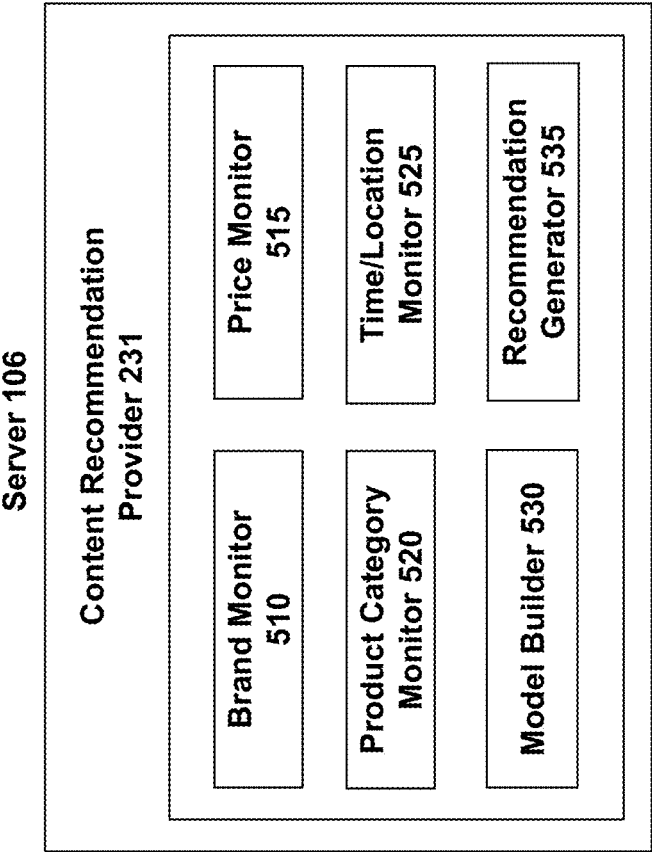 Server 106
Content Recommendation
Provider 231
Brand Monitor
510
Price Monitor
515
Product Category
Monitor 520
Time/Location
Monitor 525
Model Builder 530
Recommendation
Generator 535